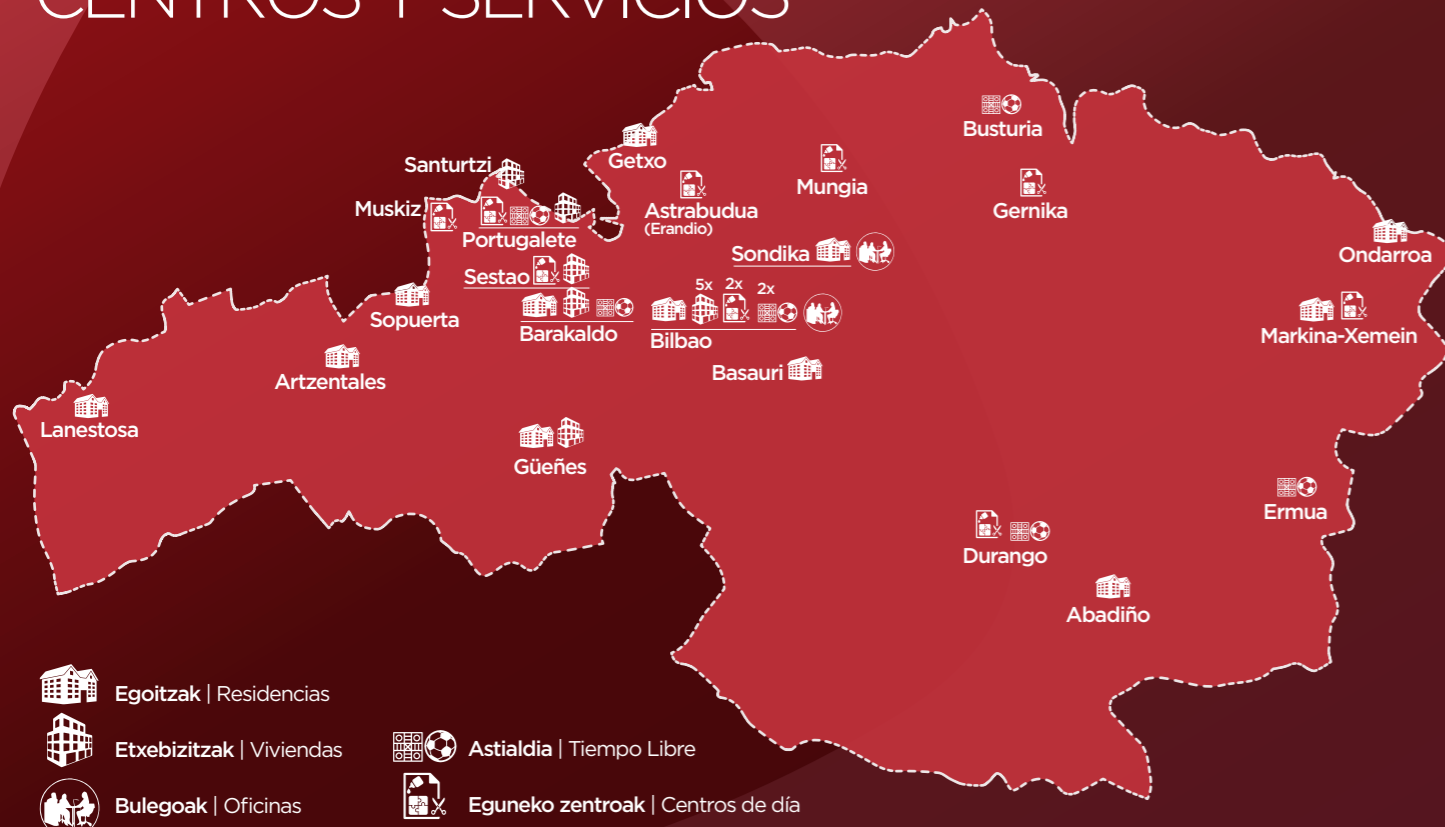 CENTROS Y SERVICIOS
Busturia
Santurtzi
Getxo
Mungia
Muskiz
Astrabudua
(Erandio)
Gernika
Portugalete
Sondika
Ondarroa
Sestao
5x 2x 2x
Sopuerta
Barakaldo
Bilbao
Markina-Xemein
Artzentales
Basauri
Lanestosa
Güeñes
Ermua
Durango
Abadiño
Egoitzak | Residencias
Etxebizitzak | Viviendas
Astialdia | Tiempo Libre
Bulegoak | Oficinas
Eguneko zentroak | Centros de día